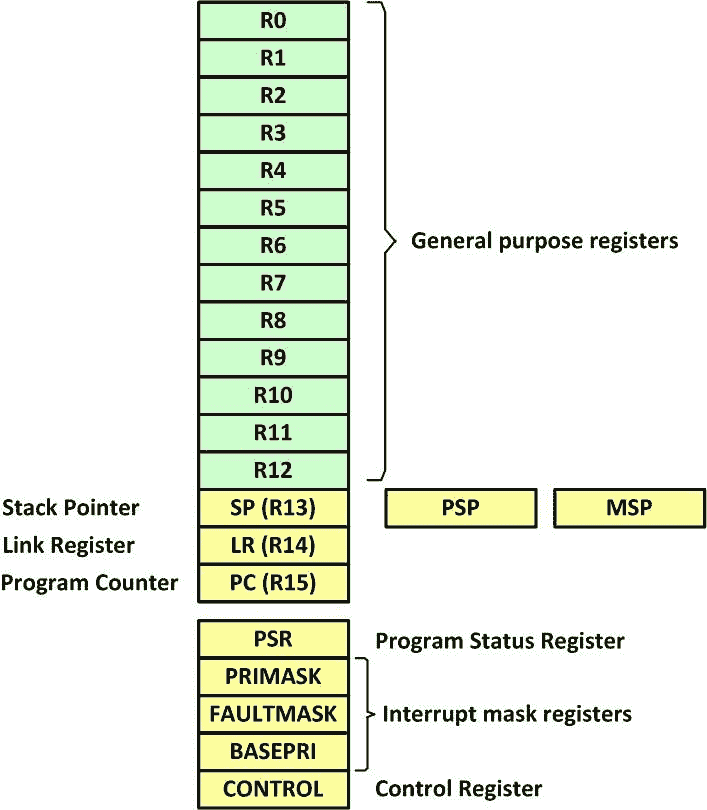 R0
R1
R2
R3
R4
R5
R6 General purpose registers
R7
R8
R9
R10
R11
R12
Stack Pointer SP (R13) PSP MSP
Link Register LR (R14)
Program Counter PC (R15)
PSR Program Status Register
PRIMASK
FAULTMASK Interrupt mask registers
BASEPRI
CONTROL Control Register